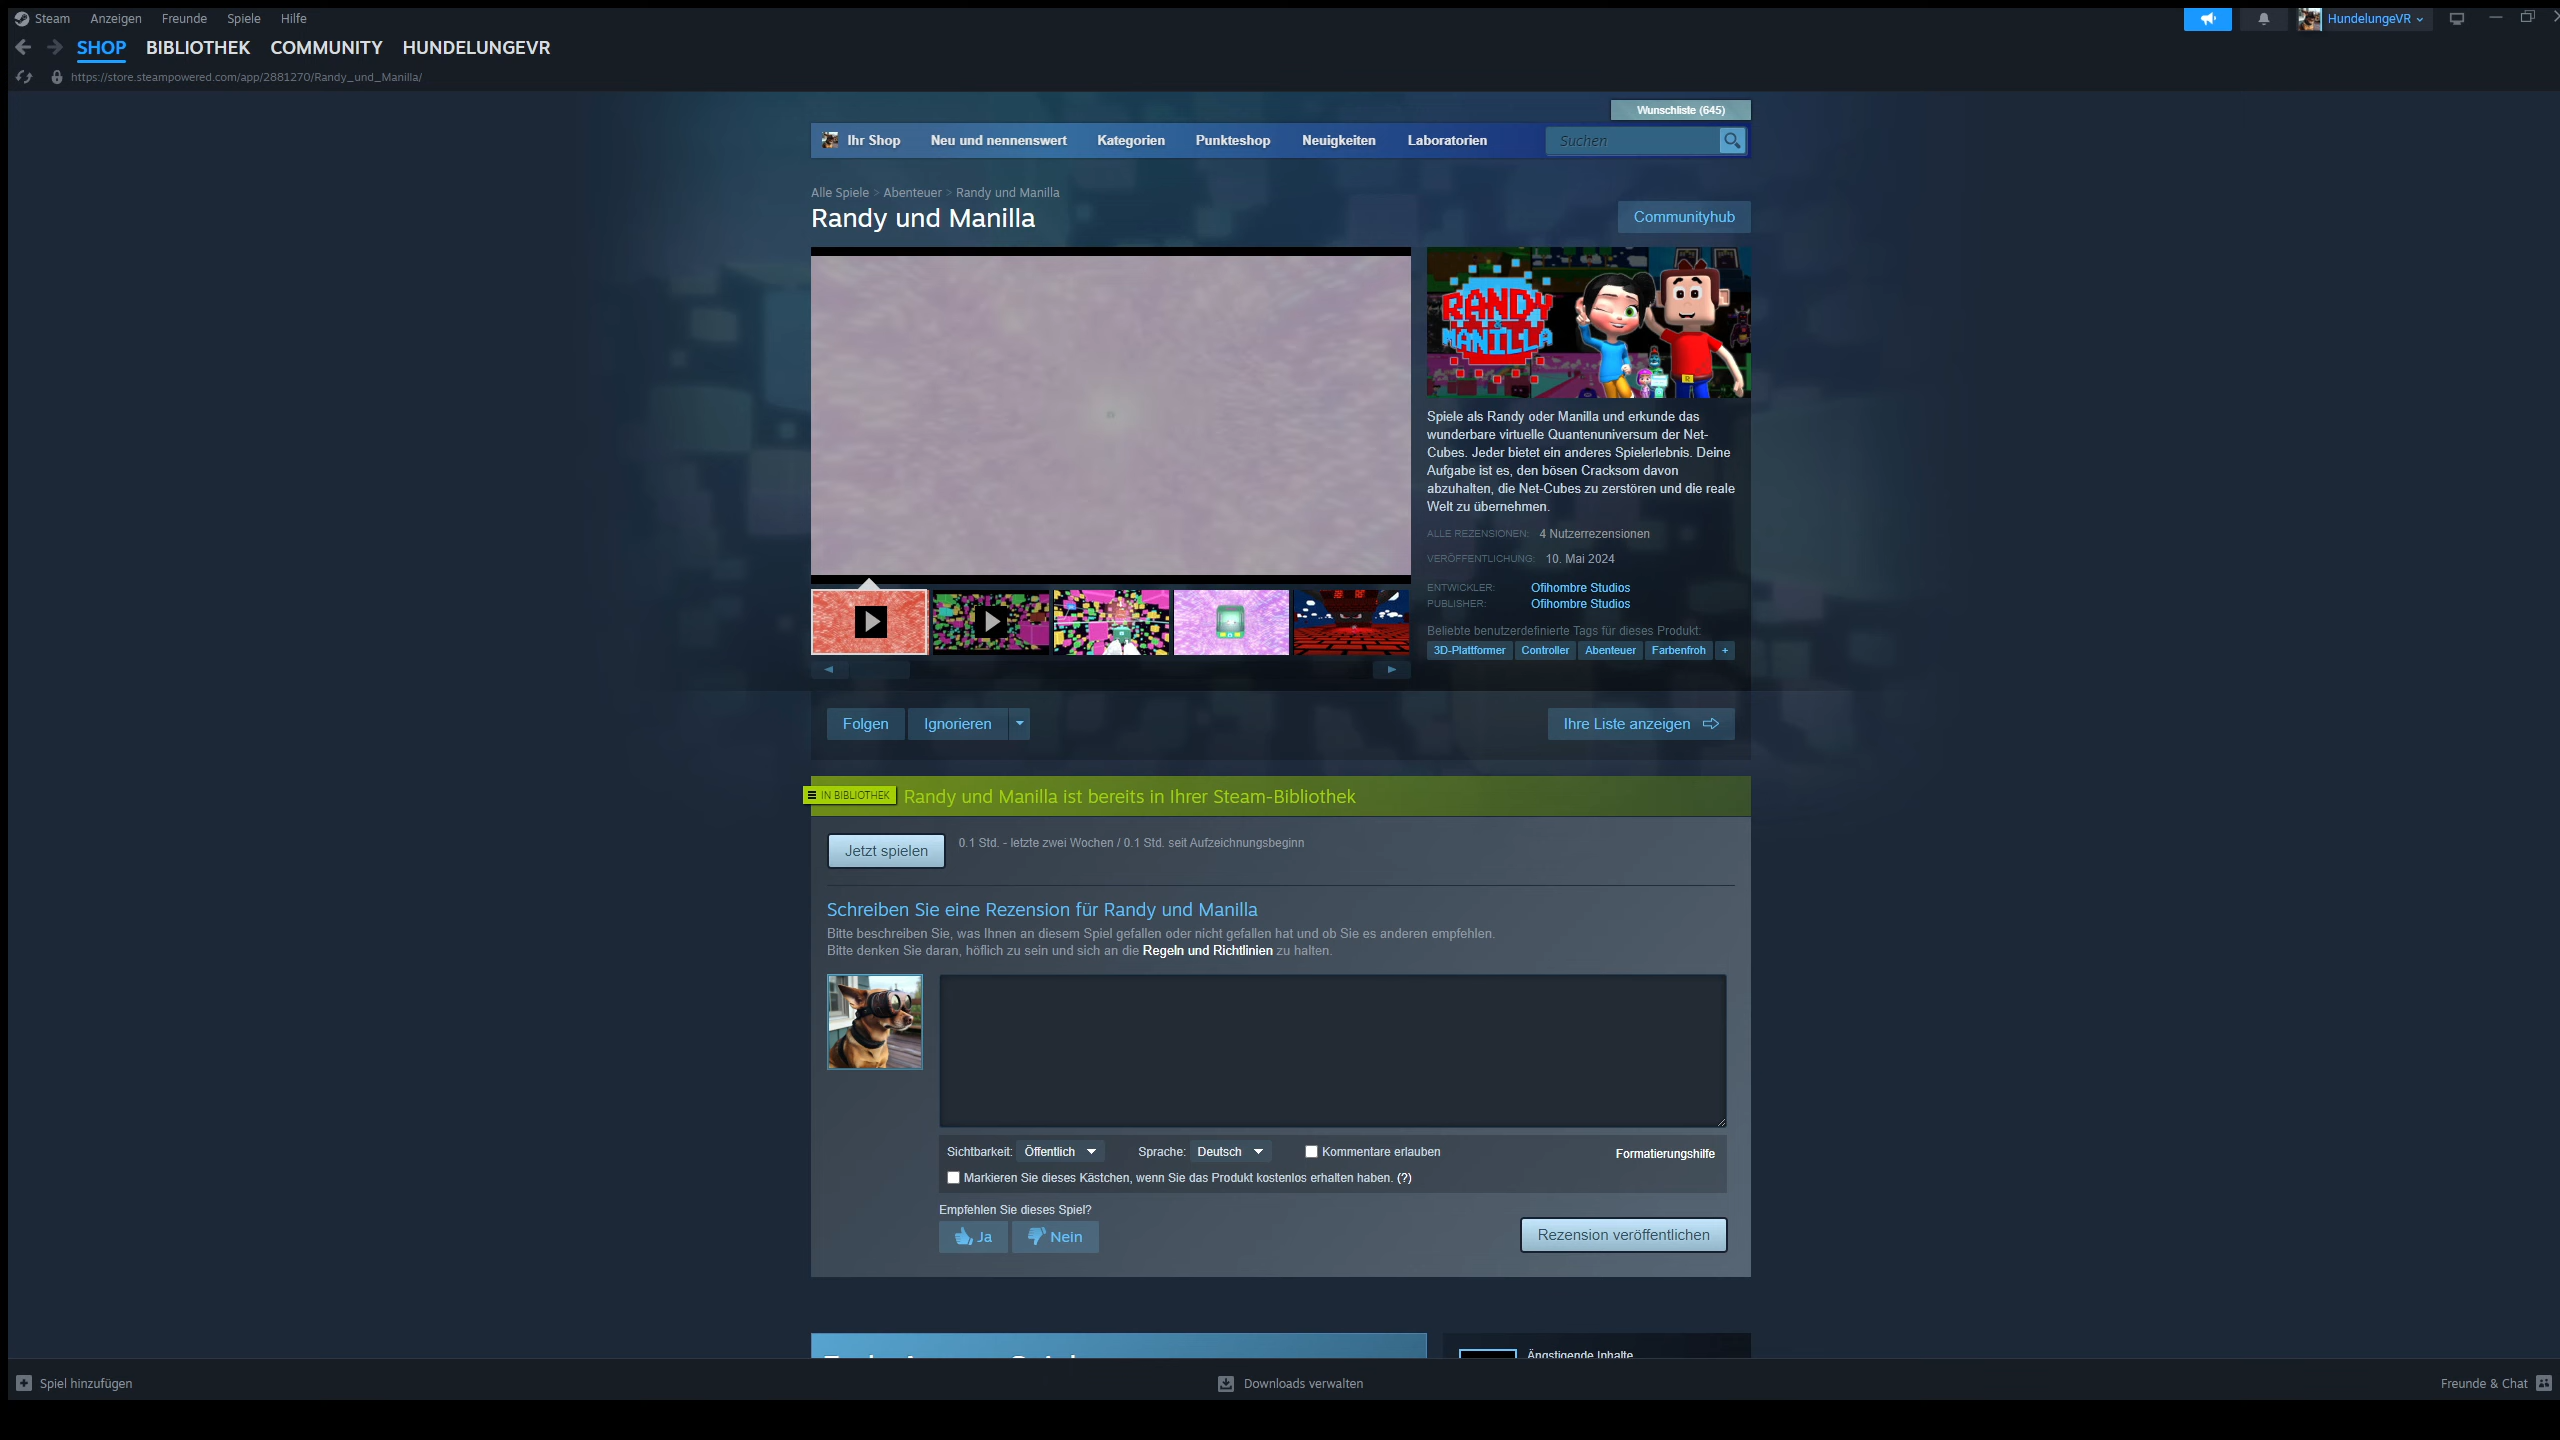 Steam Anzeigen Freunde Spiele Hilfe
HundelungeVR
SHOP BIBLIOTHEK COMMUNITY HUNDELUNGEVR
https://store.steampowered.com/app/2881270/Randy_und_Manilla/
Wunschliste (645)
Ihr Shop Neu und nennenswert Kategorien Punkteshop Neuigkeiten Laboratorien Suchen
Alle Spiele > Abenteuer > Randy und Manilla
Randy und Manilla
Communityhub
RANDY
&
MANILLA
Spiele als Randy oder Manilla und erkunde das
wunderbare virtuelle Quantenuniversum der Net-
Cubes. Jeder bietet ein anderes Spielerlebnis. Deine
Aufgabe ist es, den bösen Cracksom davon
abzuhalten, die Net-Cubes zu zerstören und die reale
Welt zu übernehmen.
ALLE REZENSIONEN: 4 Nutzerrezensionen
VERÖFFENTLICHUNG: 10. Mai 2024
ENTWICKLER: Ofihombre Studios
PUBLISHER: Ofihombre Studios
Beliebte benutzerdefinierte Tags für dieses Produkt:
3D-Plattformer Controller Abenteuer Farbenfroh +
Folgen Ignorieren Ihre Liste anzeigen
IN BIBLIOTHEK Randy und Manilla ist bereits in Ihrer Steam-Bibliothek
Jetzt spielen 0.1 Std. - letzte zwei Wochen / 0.1 Std. seit Aufzeichnungsbeginn
Schreiben Sie eine Rezension für Randy und Manilla
Bitte beschreiben Sie, was Ihnen an diesem Spiel gefallen oder nicht gefallen hat und ob Sie es anderen empfehlen.
Bitte denken Sie daran, höflich zu sein und sich an die Regeln und Richtlinien zu halten.
Sichtbarkeit: Öffentlich Sprache: Deutsch Kommentare erlauben Formatierungshilfe
Markieren Sie dieses Kästchen, wenn Sie das Produkt kostenlos erhalten haben. (?)
Empfehlen Sie dieses Spiel?
Ja Nein Rezension veröffentlichen
Ängstigende Inhalte
Spiel hinzufügen Downloads verwalten Freunde & Chat